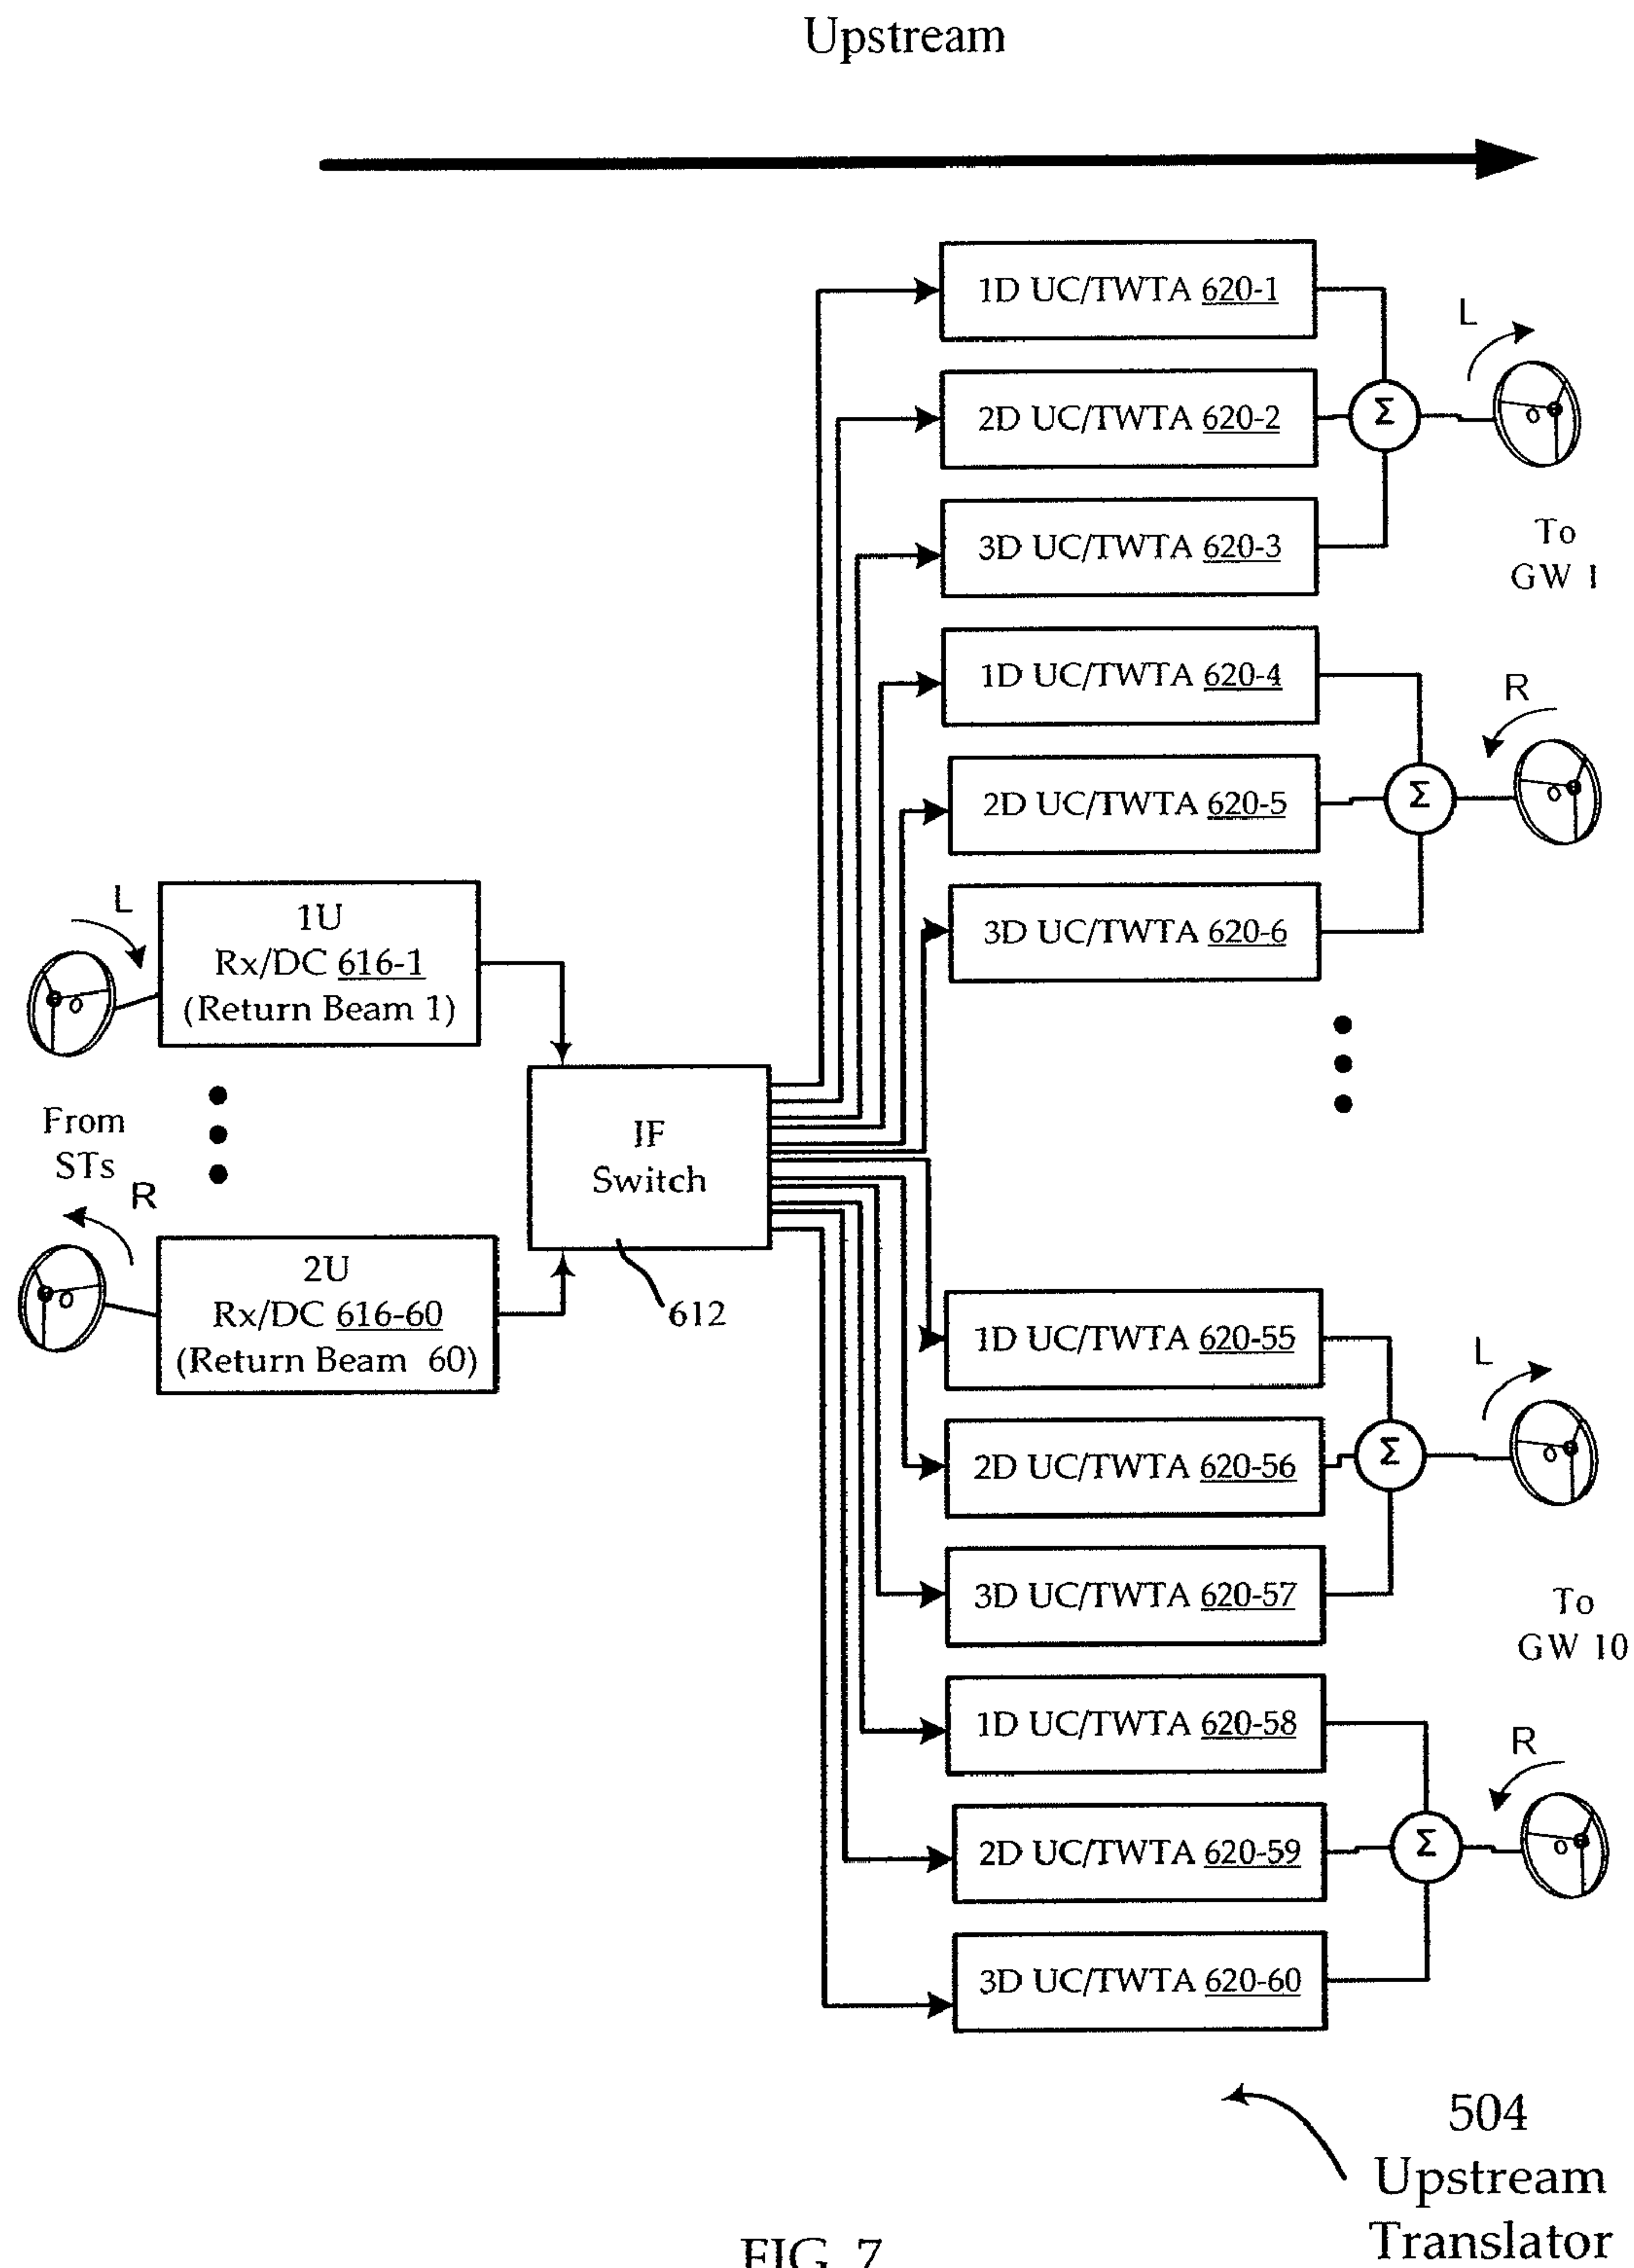 Upstream
1D UC/TWTA 620-1
L
2D UC/TWTA 620-2
Σ
3D UC/TWTA 620-3
To
GW 1
1D UC/TWTA 620-4
R
2D UC/TWTA 620-5
Σ
3D UC/TWTA 620-6
L
1U
Rx/DC 616-1
(Return Beam 1)
From
STs
R
2U
Rx/DC 616-60
(Return Beam 60)
IF
Switch
612
1D UC/TWTA 620-55
L
2D UC/TWTA 620-56
Σ
3D UC/TWTA 620-57
To
GW 10
1D UC/TWTA 620-58
R
2D UC/TWTA 620-59
Σ
3D UC/TWTA 620-60
504
Upstream
Translator
FIG. 7